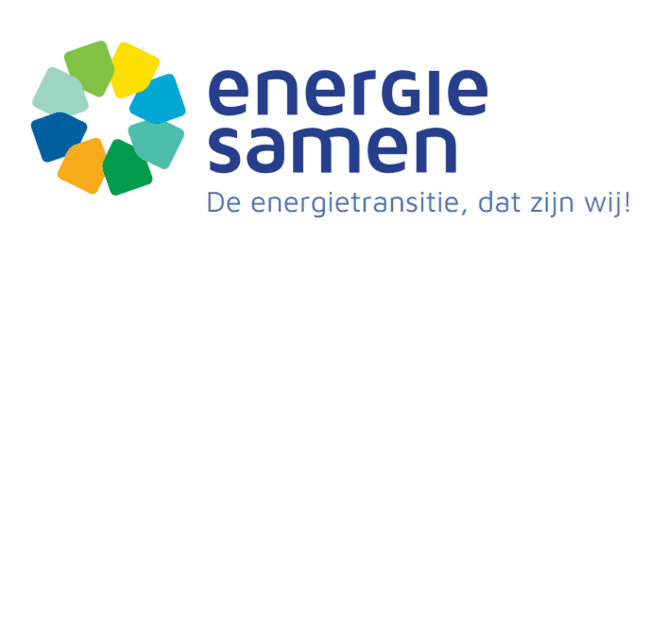 energie
samen
De energietransitie, dat zijn wij!